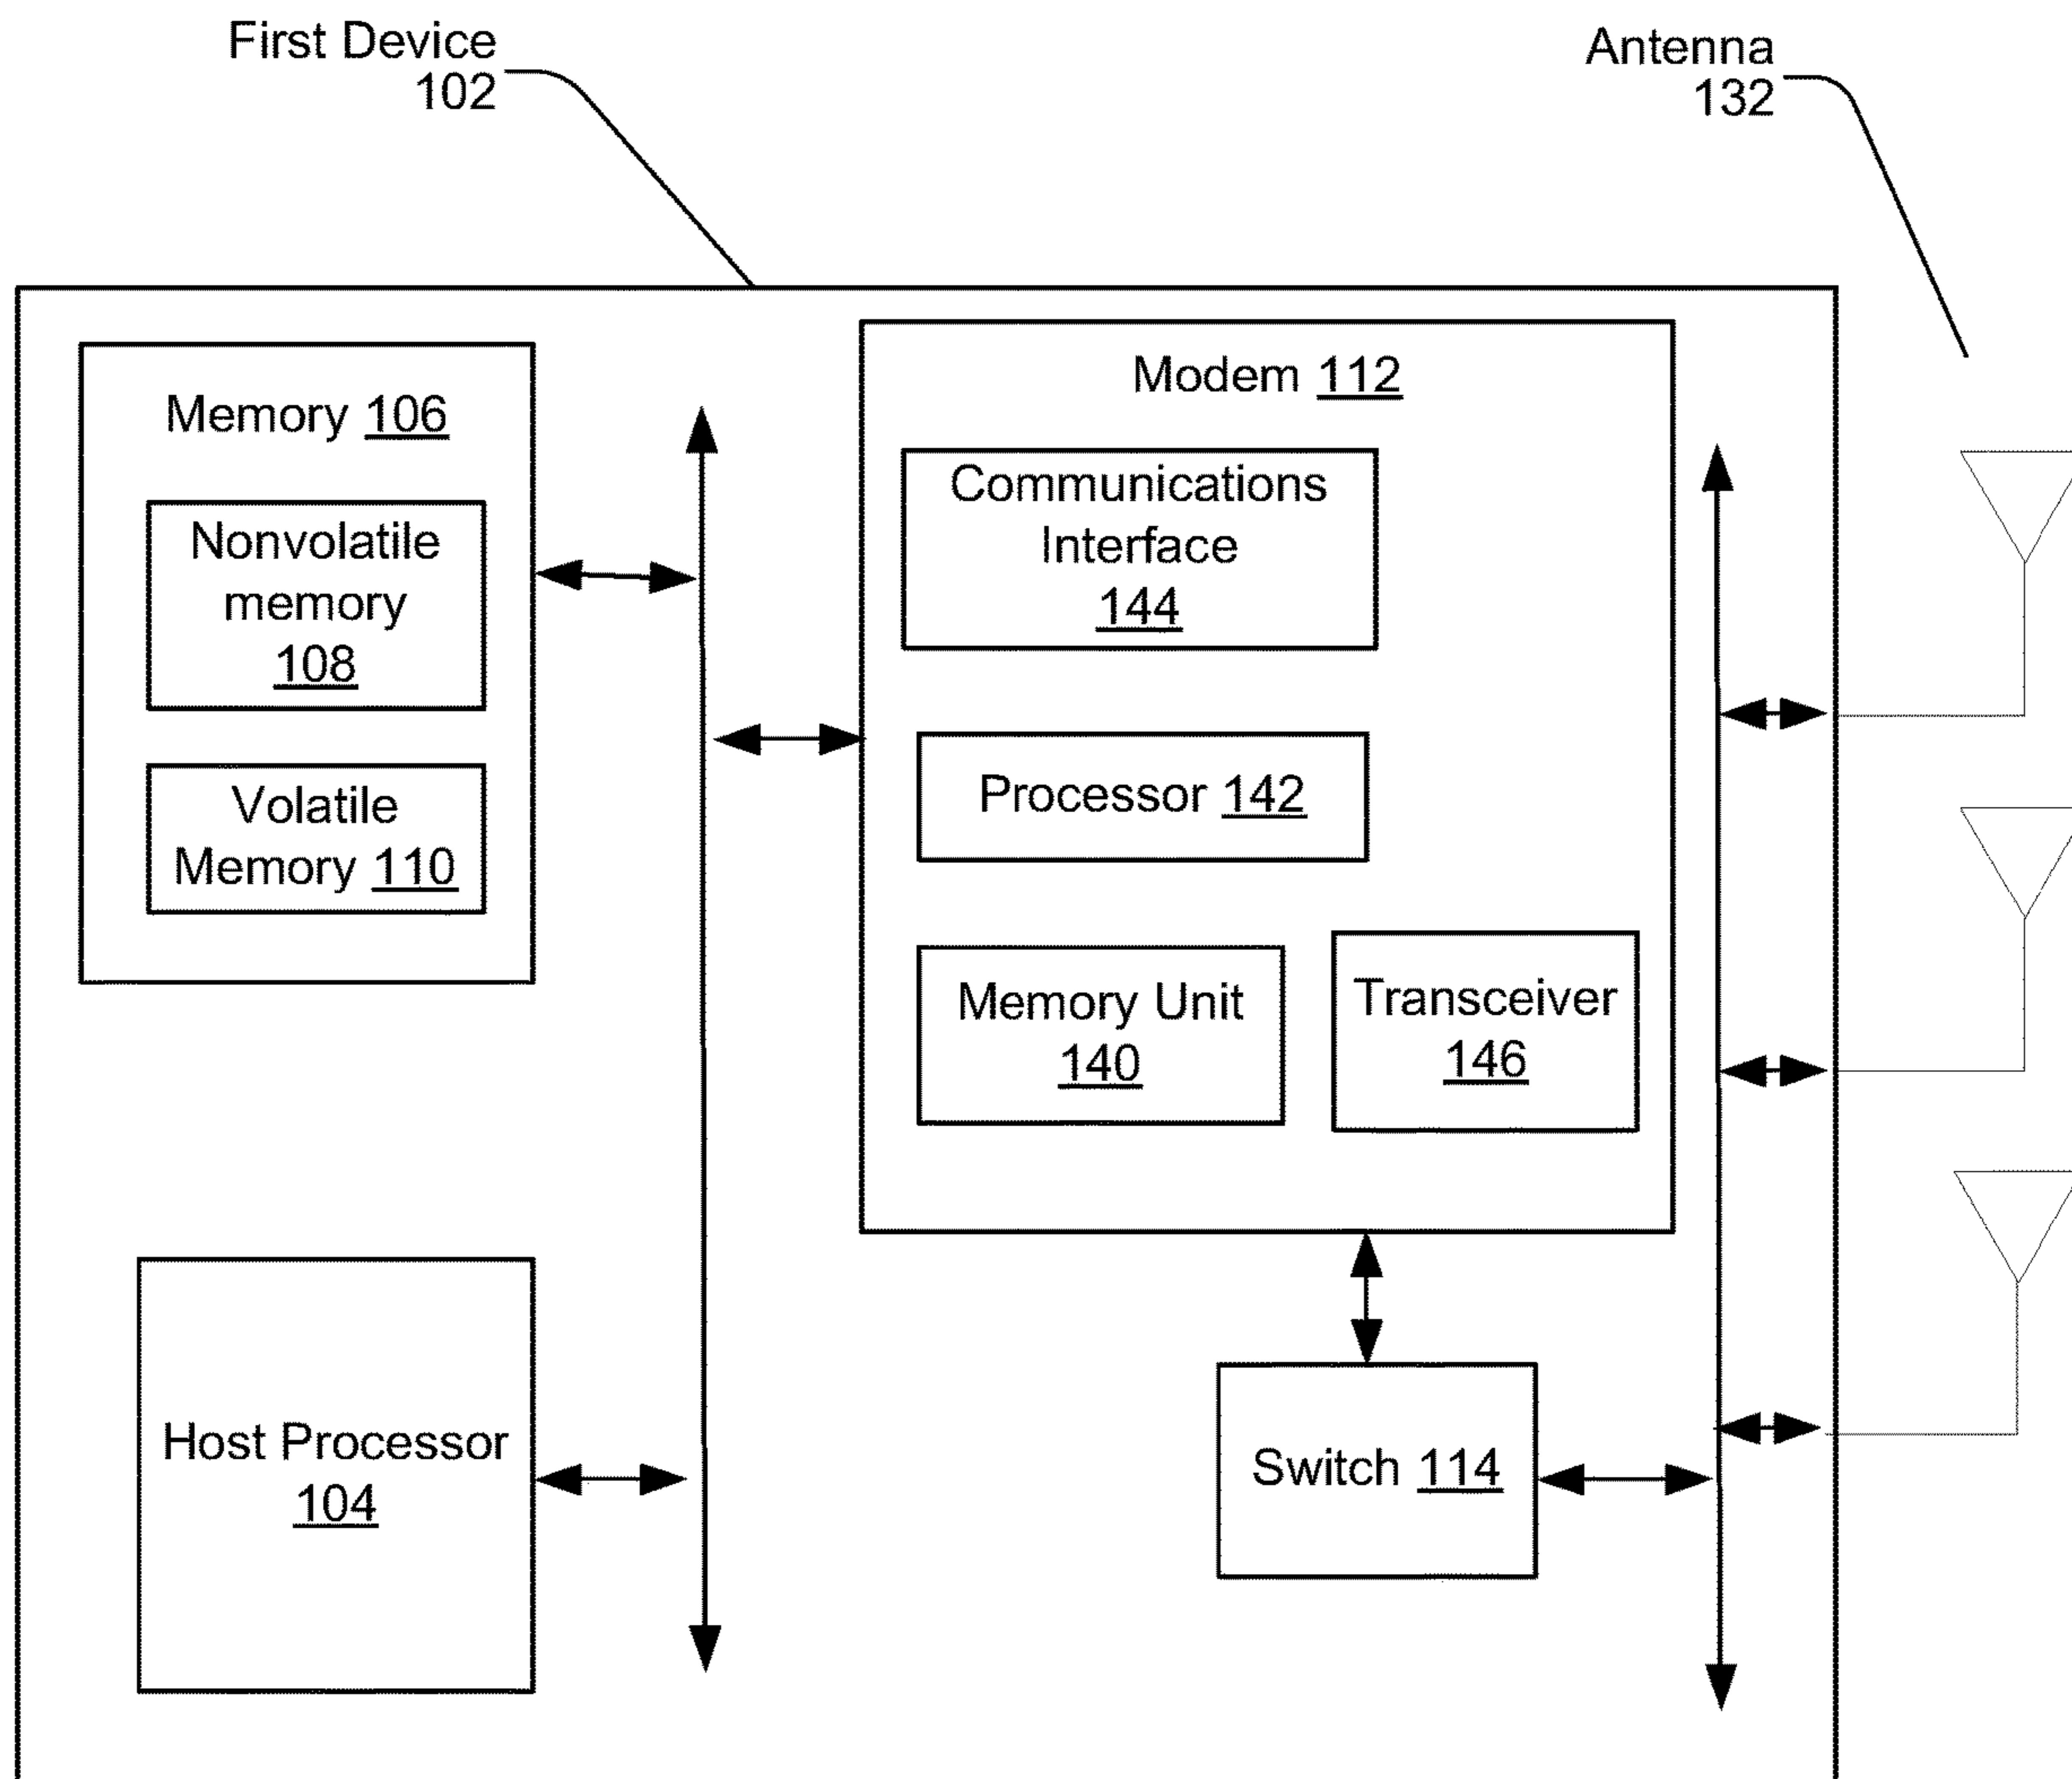 First Device
102
Antenna
132
Memory 106
Nonvolatile
memory
108
Volatile
Memory 110
Host Processor
104
Modem 112
Communications
Interface
144
Processor 142
Memory Unit
140
Transceiver
146
Switch 114